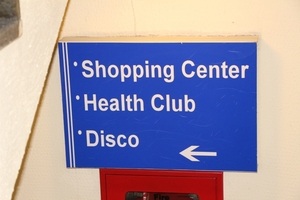 • Shopping Center
• Health Club
• Disco